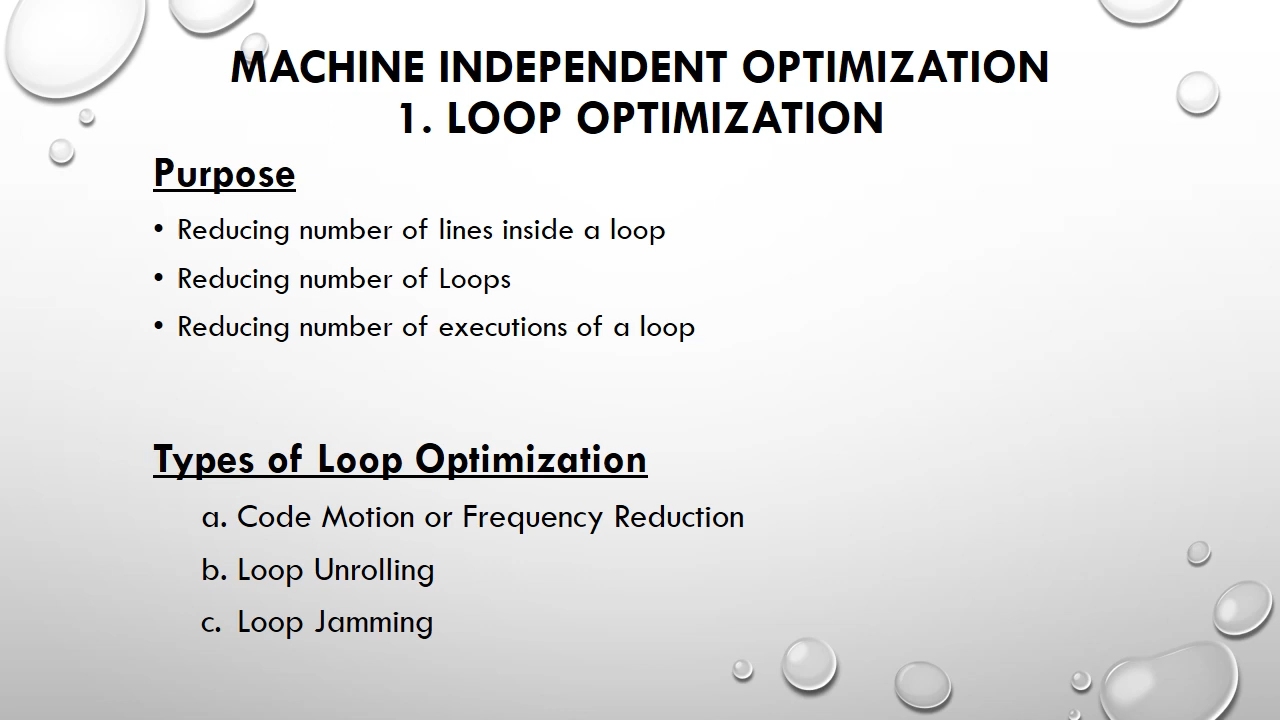 MACHINE INDEPENDENT OPTIMIZATION
1. LOOP OPTIMIZATION
Purpose
• Reducing number of lines inside a loop
• Reducing number of Loops
• Reducing number of executions of a loop
Types of Loop Optimization
a. Code Motion or Frequency Reduction
b. Loop Unrolling
c. Loop Jamming